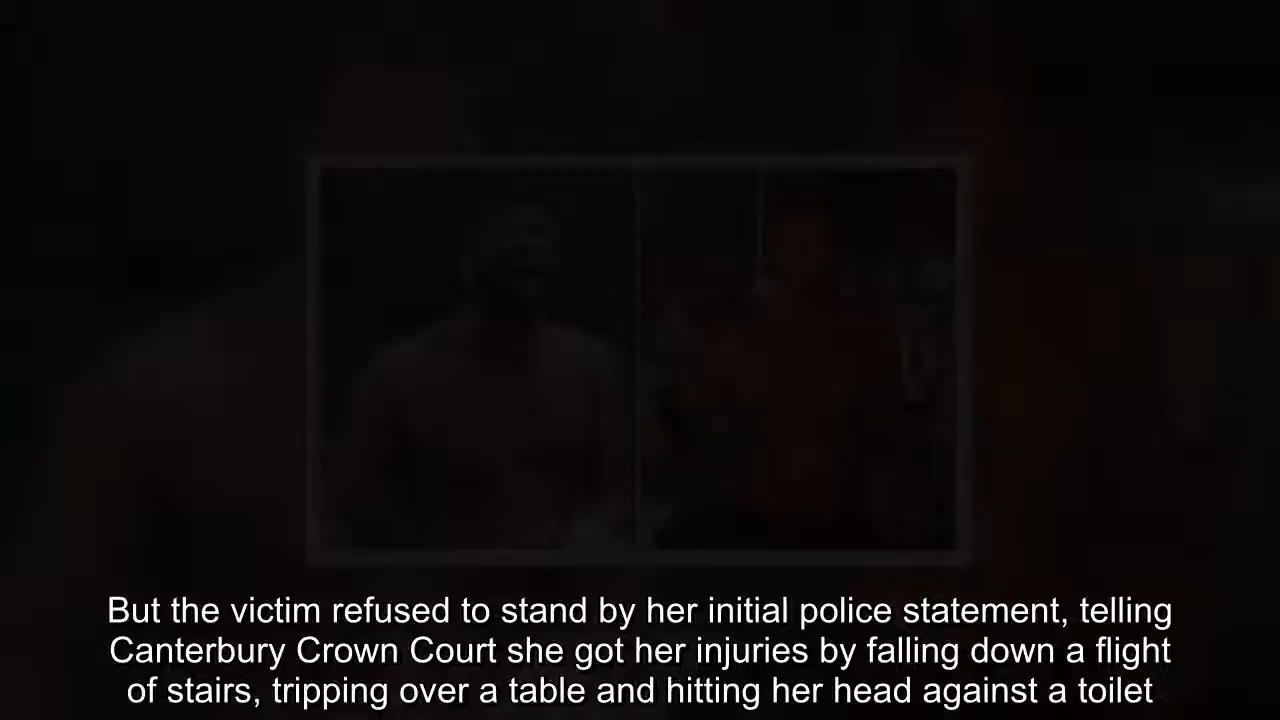 But the victim refused to stand by her initial police statement, telling
Canterbury Crown Court she got her injuries by falling down a flight
of stairs, tripping over a table and hitting her head against a toilet